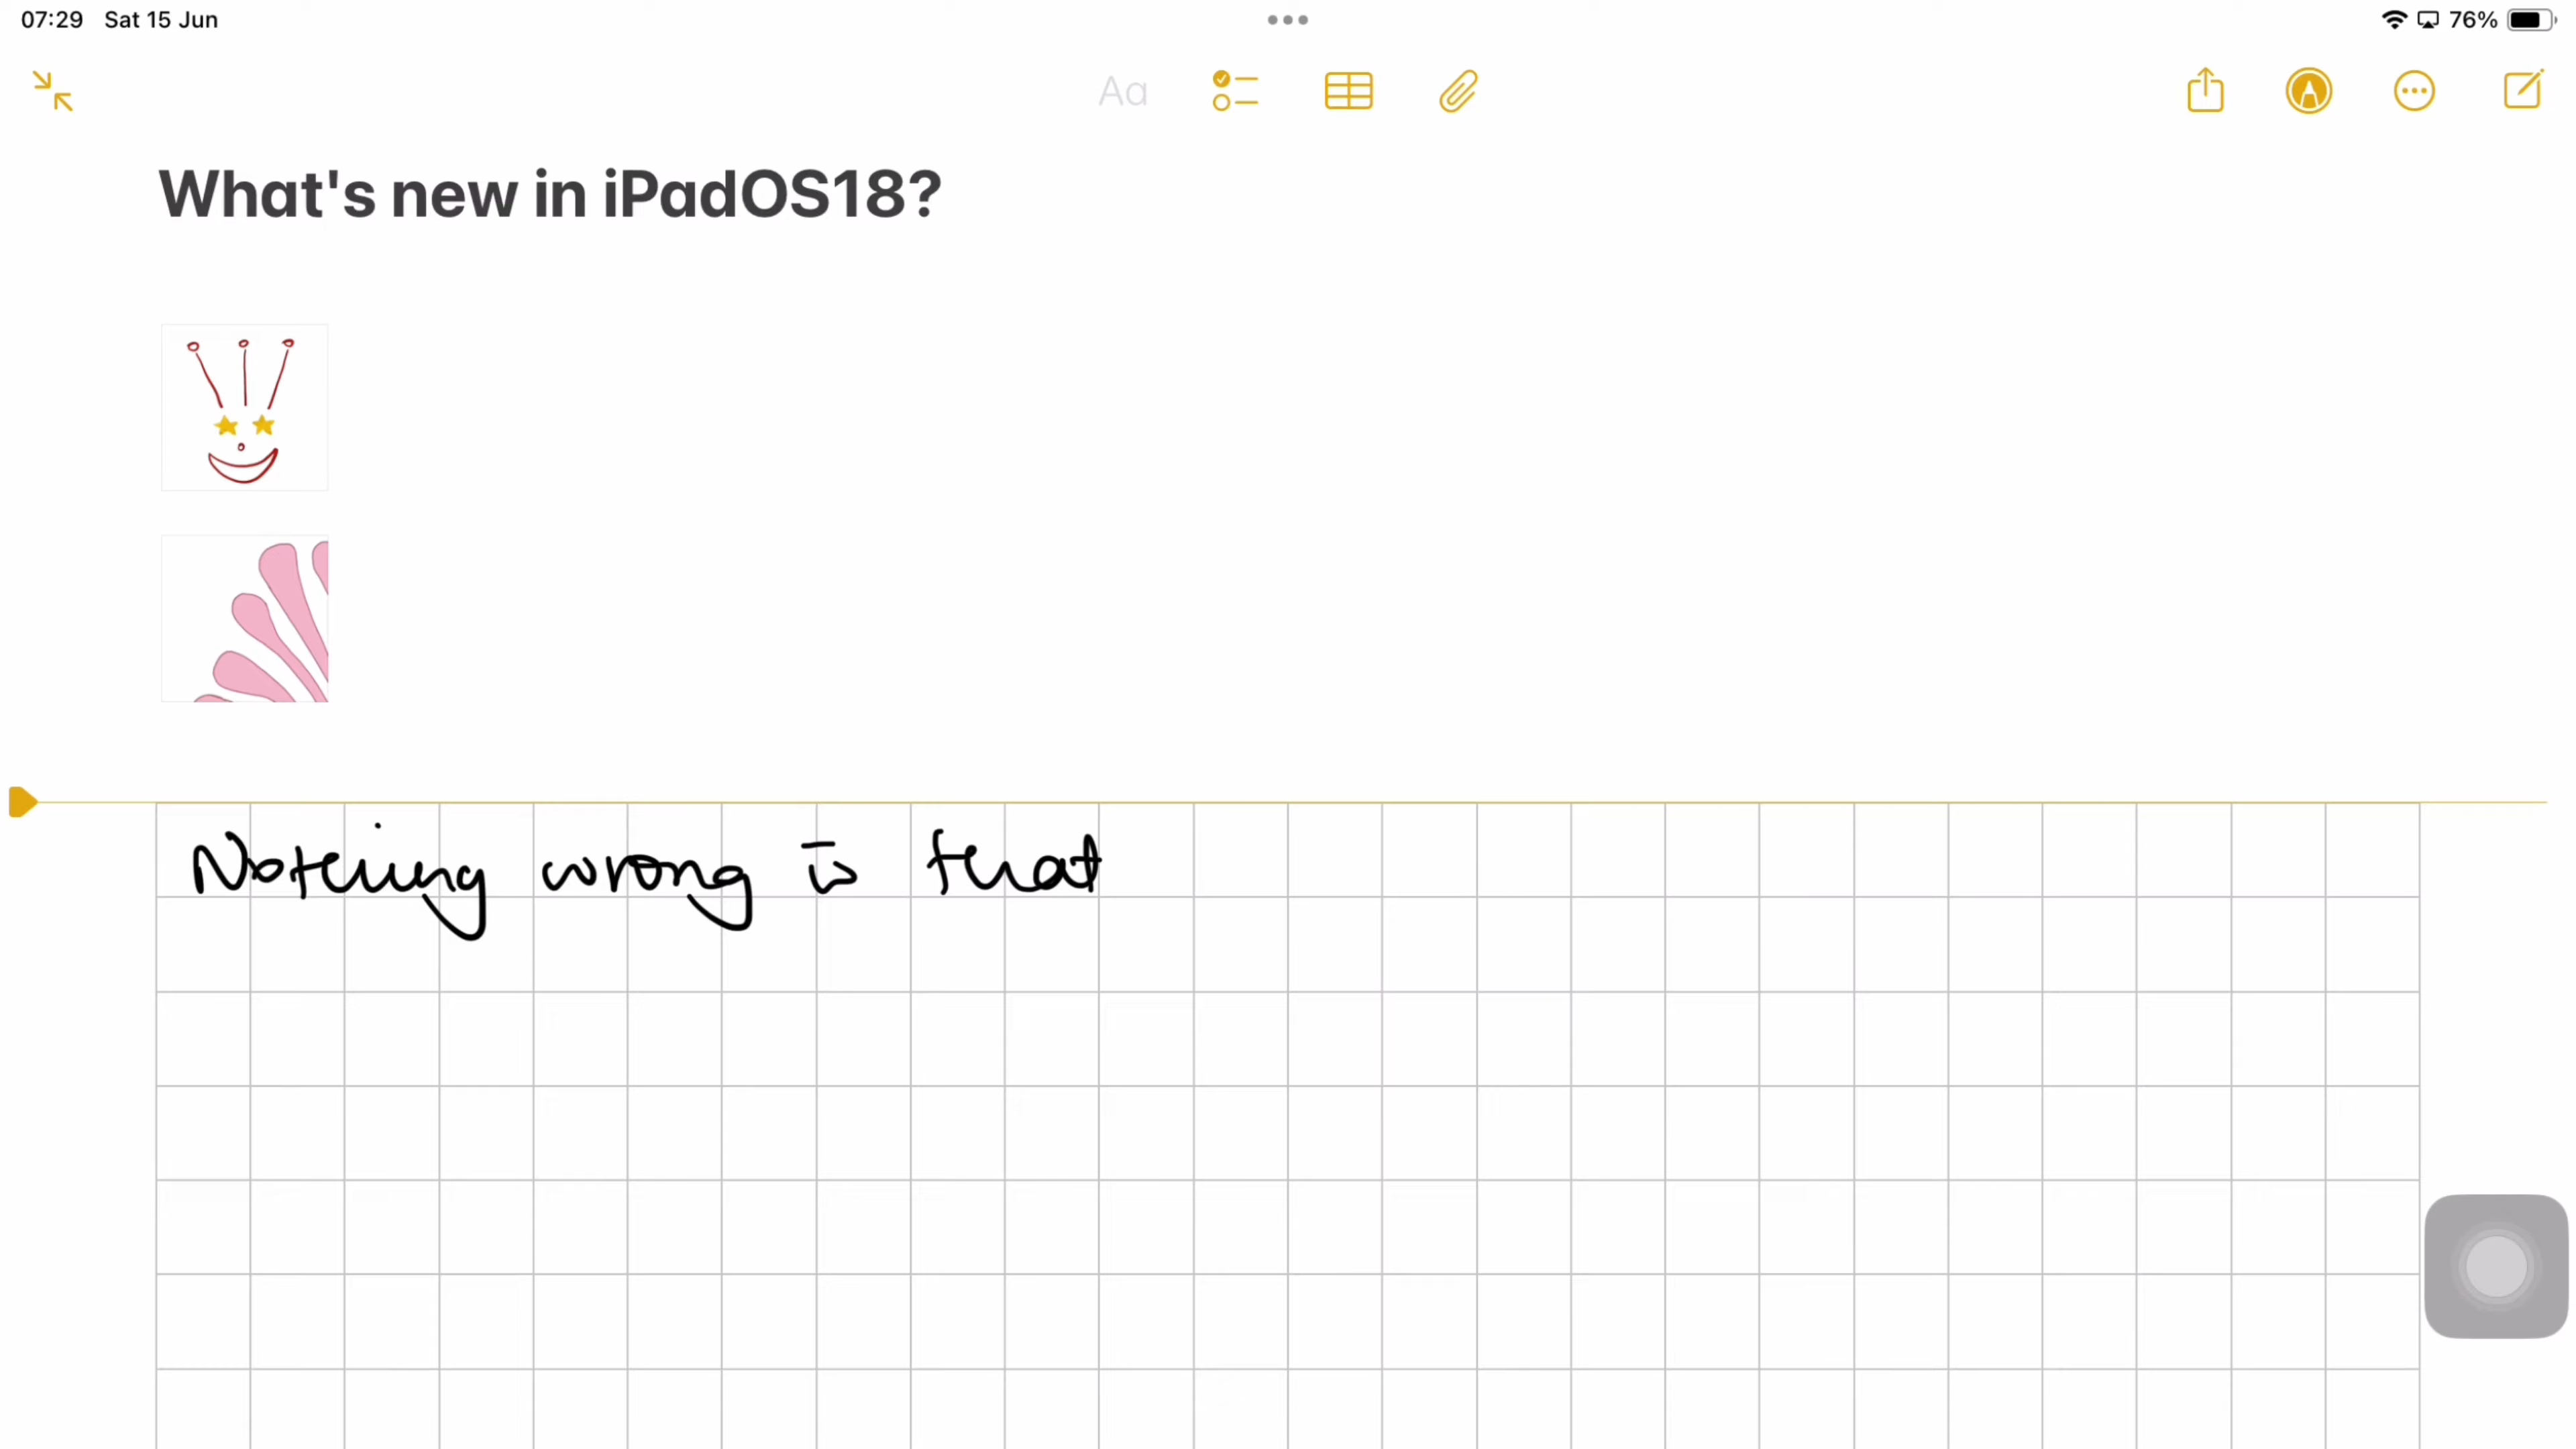 07:29 Sat 15 Jun
76%
Aa
What's new in iPadOS18?
Nothing wrong is that